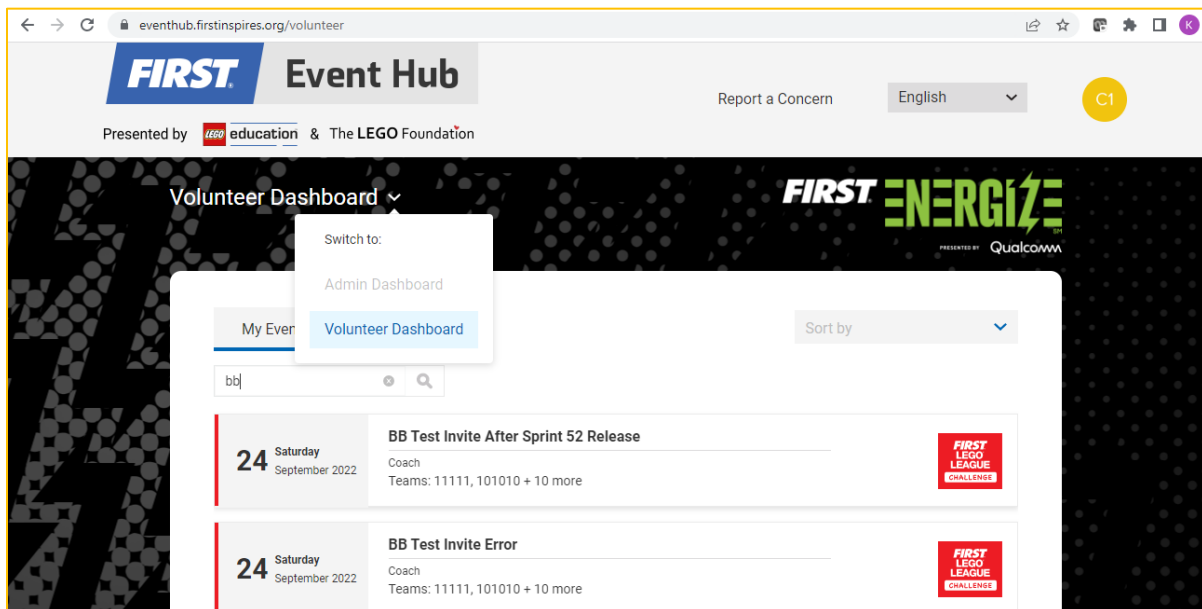 eventhub.firstinspires.org/volunteer
K
FIRST® Event Hub
Report a Concern
English
C1
Presented by LEGO education & The LEGO Foundation
Volunteer Dashboard
FIRST ENERGIZE℠
PRESENTED BY Qualcomm
Switch to:
Admin Dashboard
Volunteer Dashboard
My Even
Sort by
bb
24 Saturday
September 2022
BB Test Invite After Sprint 52 Release
Coach
Teams: 11111, 101010 + 10 more
FIRST
LEGO
LEAGUE
CHALLENGE
24 Saturday
September 2022
BB Test Invite Error
Coach
Teams: 11111, 101010 + 10 more
FIRST
LEGO
LEAGUE
CHALLENGE